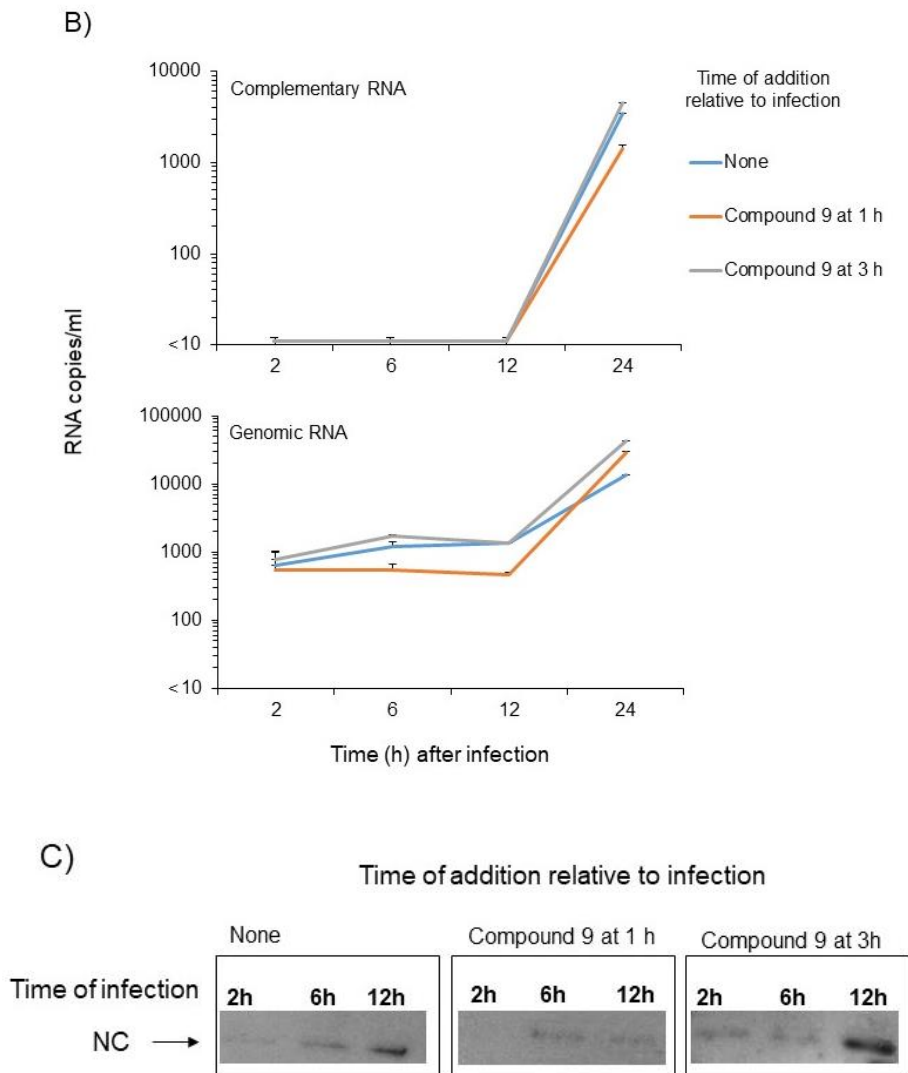 B)
10000
1000
100
<10
Complementary RNA
2 6 12 24
Time of addition
relative to infection
None
Compound 9 at 1 h
Compound 9 at 3 h
RNA copies/ml
100000
10000
1000
100
<10
Genomic RNA
2 6 12 24
Time (h) after infection
C)
Time of addition relative to infection
None
Compound 9 at 1 h
Compound 9 at 3h
Time of infection
2h 6h 12h
2h 6h 12h
2h 6h 12h
NC